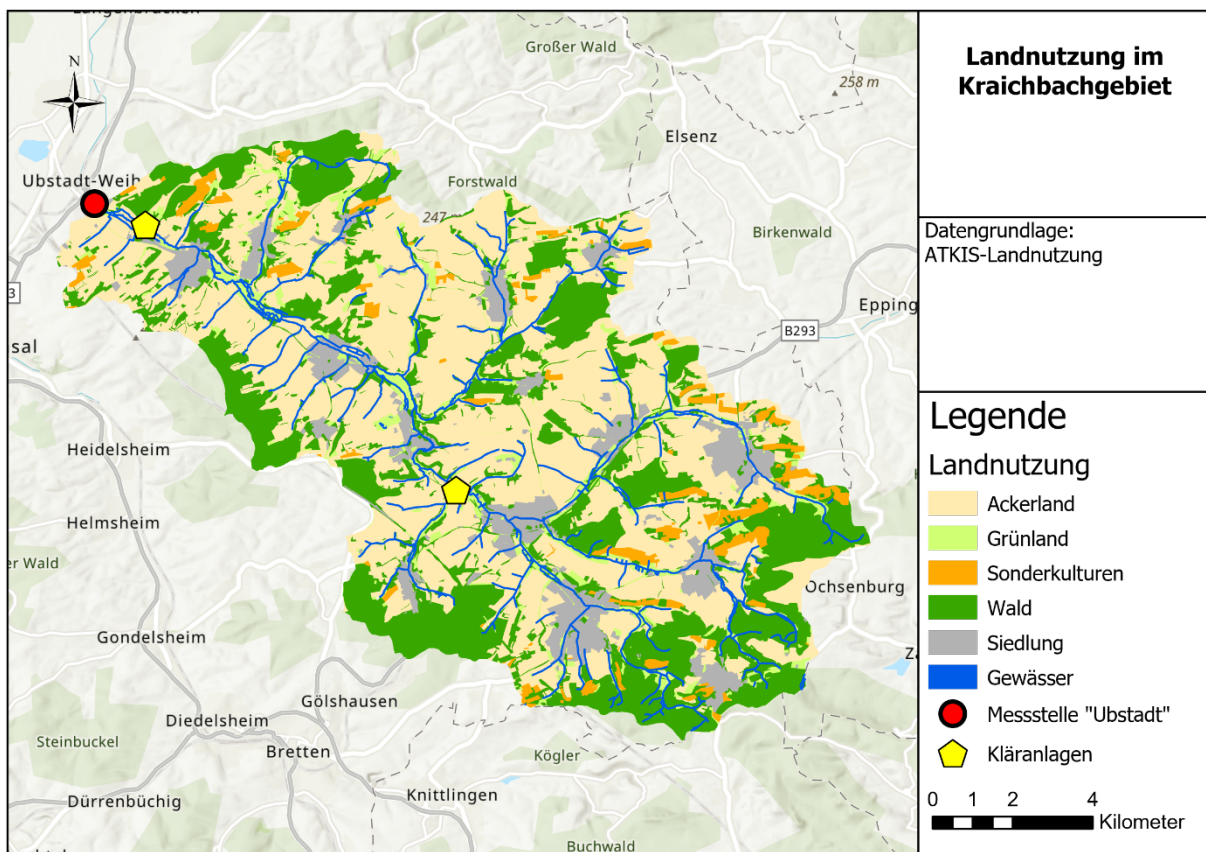 Landnutzung im
Kraichbachgebiet
Datengrundlage:
ATKIS-Landnutzung
Legende
Landnutzung
Ackerland
Grünland
Sonderkulturen
Wald
Siedlung
Gewässer
Messstelle "Ubstadt"
Kläranlagen
0 1 2 4
Kilometer
N
Großer Wald
258 m
Elsenz
Ubstadt-Weih
Forstwald
247 m
Birkenwald
3
Epping
B293
sal
Heidelsheim
Helmsheim
er Wald
Ochsenburg
Gondelsheim
Za
Gölshausen
Diedelsheim
Steinbuckel
Bretten
Kögler
Dürrenbüchig
Knittlingen
Buchwald